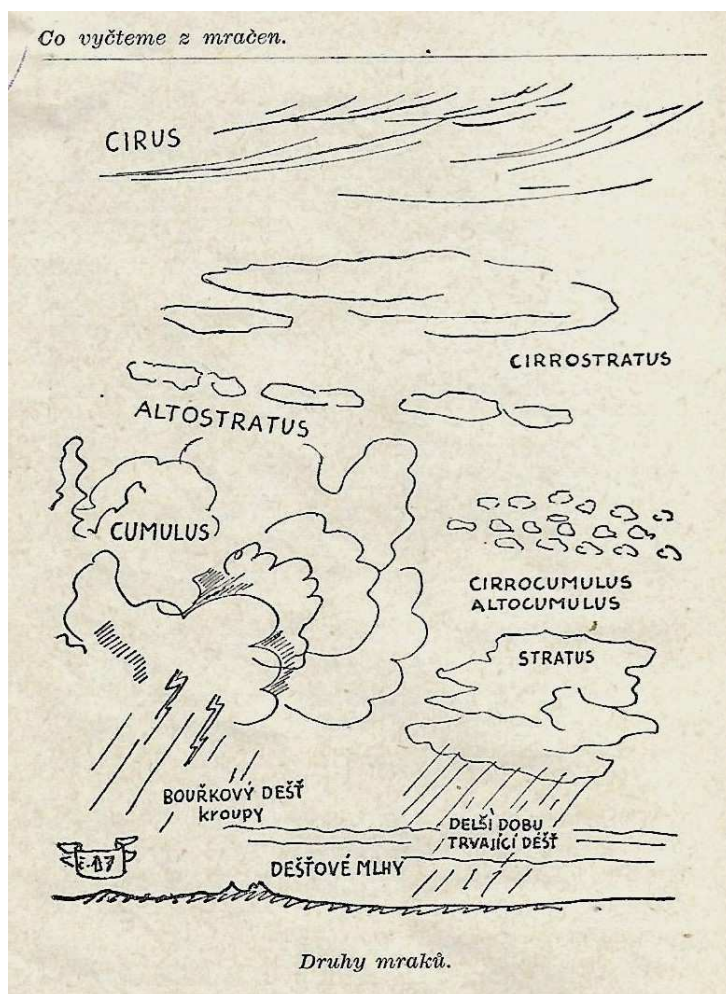 Co vyčteme z mračen.
CIRUS
CIRROSTRATUS
ALTOSTRATUS
CUMULUS
CIRROCUMULUS
ALTOCUMULUS
STRATUS
BOUŘKOVÝ DEŠŤ
kroupy
DELŠÍ DOBU
TRVAJÍCÍ DÉŠŤ
DEŠŤOVÉ MLHY
Druhy mraků.